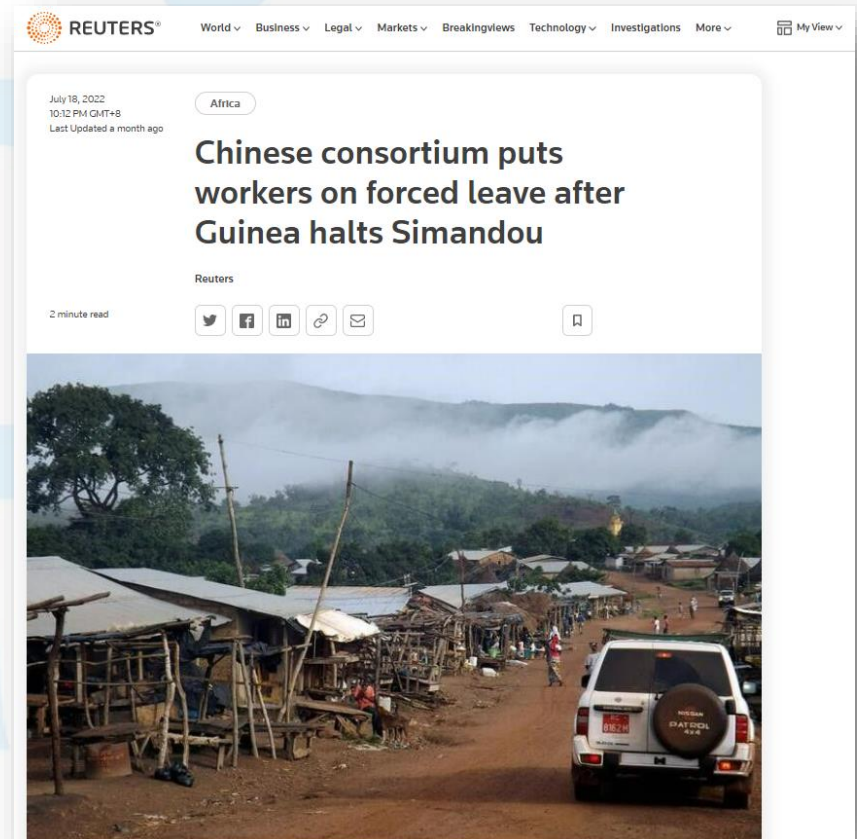 REUTERS®
World Business Legal Markets Breakingviews Technology Investigations More My View
July 18, 2022
10:12 PM GMT+8
Last Updated a month ago
Africa
Chinese consortium puts
workers on forced leave after
Guinea halts Simandou
Reuters
2 minute read
NISSAN
PATROL
4x4